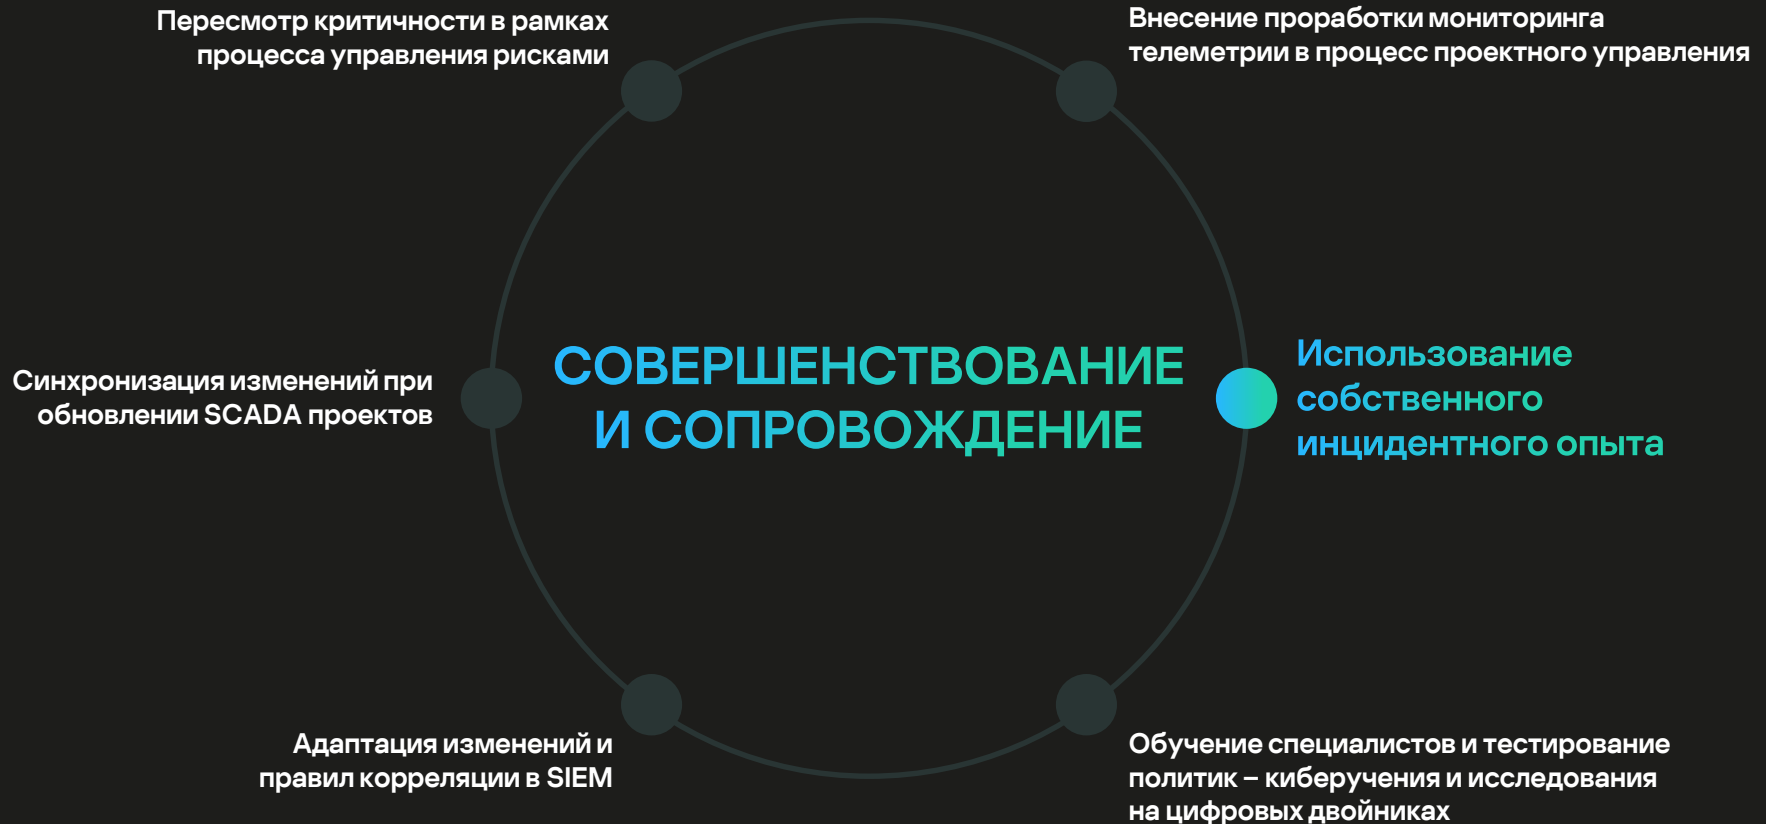 Пересмотр критичности в рамках
процесса управления рисками
Внесение проработки мониторинга
телеметрии в процесс проектного управления
Синхронизация изменений при
обновлении SCADA проектов
СОВЕРШЕНСТВОВАНИЕ
И СОПРОВОЖДЕНИЕ
Использование
собственного
инцидентного опыта
Адаптация изменений и
правил корреляции в SIEM
Обучение специалистов и тестирование
политик – киберучения и исследования
на цифровых двойниках